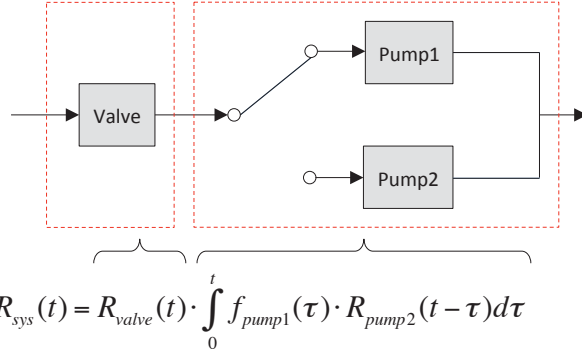 Pump1
Valve
Pump2
R_sys(t) = R_valve(t) · ∫_0^t f_pump1(τ) · R_pump2(t − τ)dτ